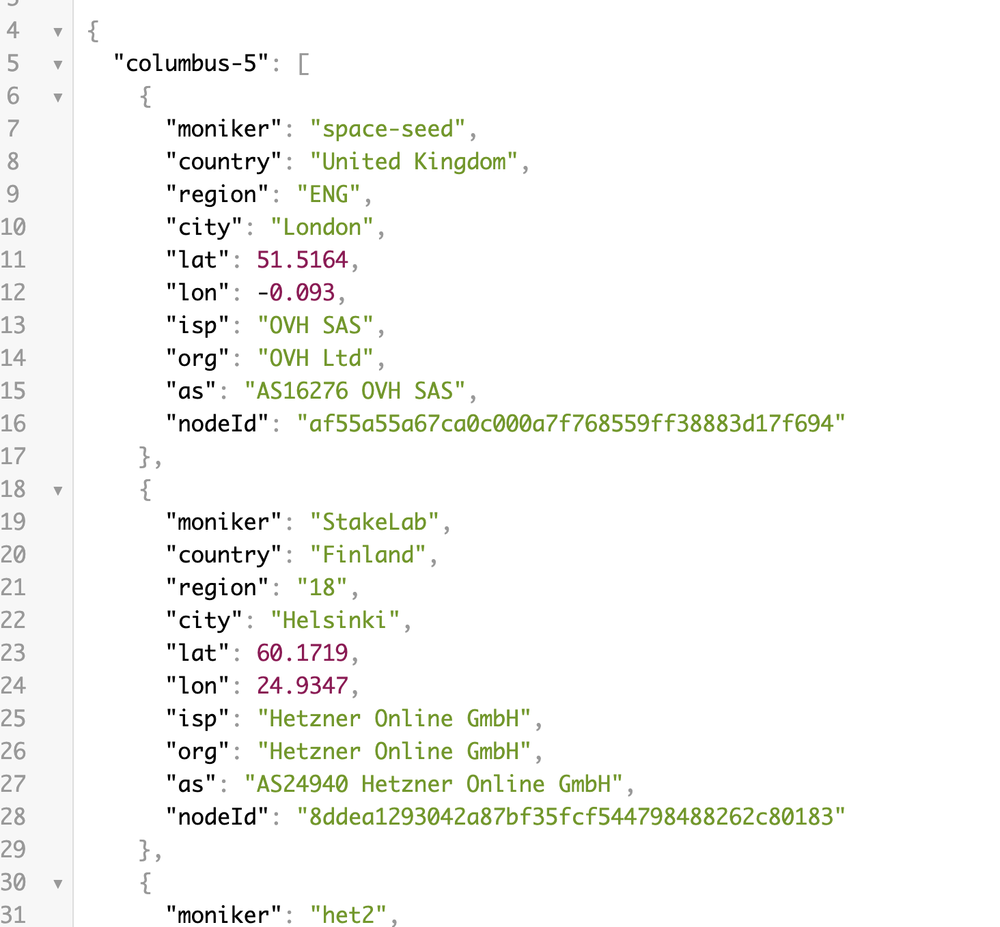 3
4 ▼ {
5 ▼ "columbus-5": [
6 ▼ {
7 "moniker": "space-seed",
8 "country": "United Kingdom",
9 "region": "ENG",
10 "city": "London",
11 "lat": 51.5164,
12 "lon": -0.093,
13 "isp": "OVH SAS",
14 "org": "OVH Ltd",
15 "as": "AS16276 OVH SAS",
16 "nodeId": "af55a55a67ca0c000a7f768559ff38883d17f694"
17 },
18 ▼ {
19 "moniker": "StakeLab",
20 "country": "Finland",
21 "region": "18",
22 "city": "Helsinki",
23 "lat": 60.1719,
24 "lon": 24.9347,
25 "isp": "Hetzner Online GmbH",
26 "org": "Hetzner Online GmbH",
27 "as": "AS24940 Hetzner Online GmbH",
28 "nodeId": "8ddea1293042a87bf35fcf544798488262c80183"
29 },
30 ▼ {
31 "moniker": "het2",